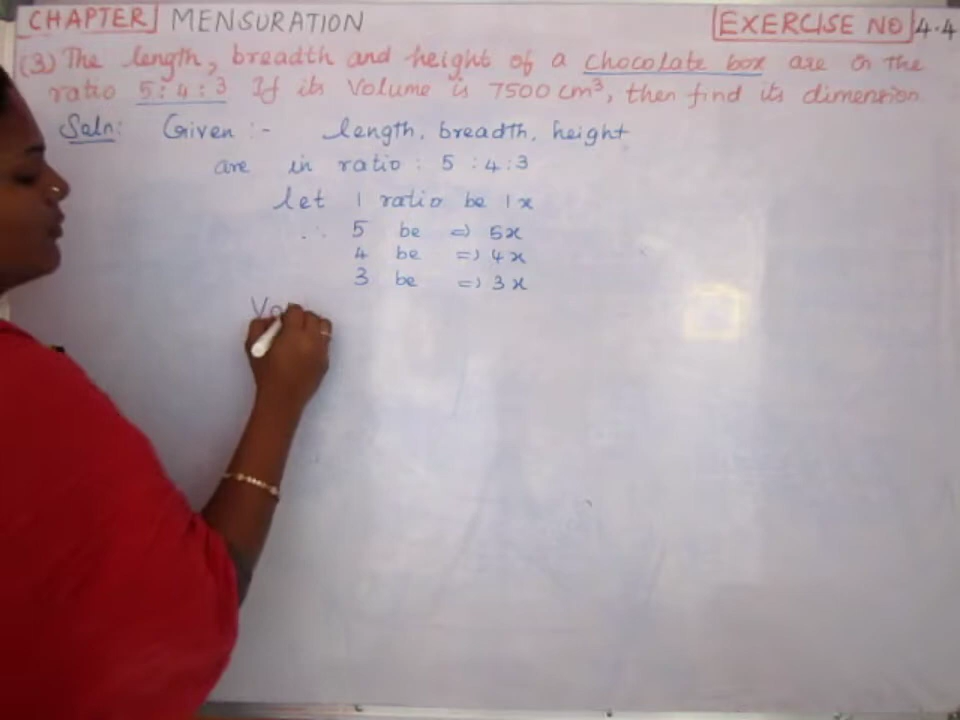 CHAPTER MENSURATION EXERCISE NO 4.4
(3) The length, breadth and height of a chocolate box are in the
ratio 5:4:3 If its Volume is 7500 cm³, then find its dimension
Soln: Given :- length, breadth, height
are in ratio : 5 : 4 : 3
let 1 ratio be 1x
∴ 5 be => 5x
4 be => 4x
3 be => 3x
Vo